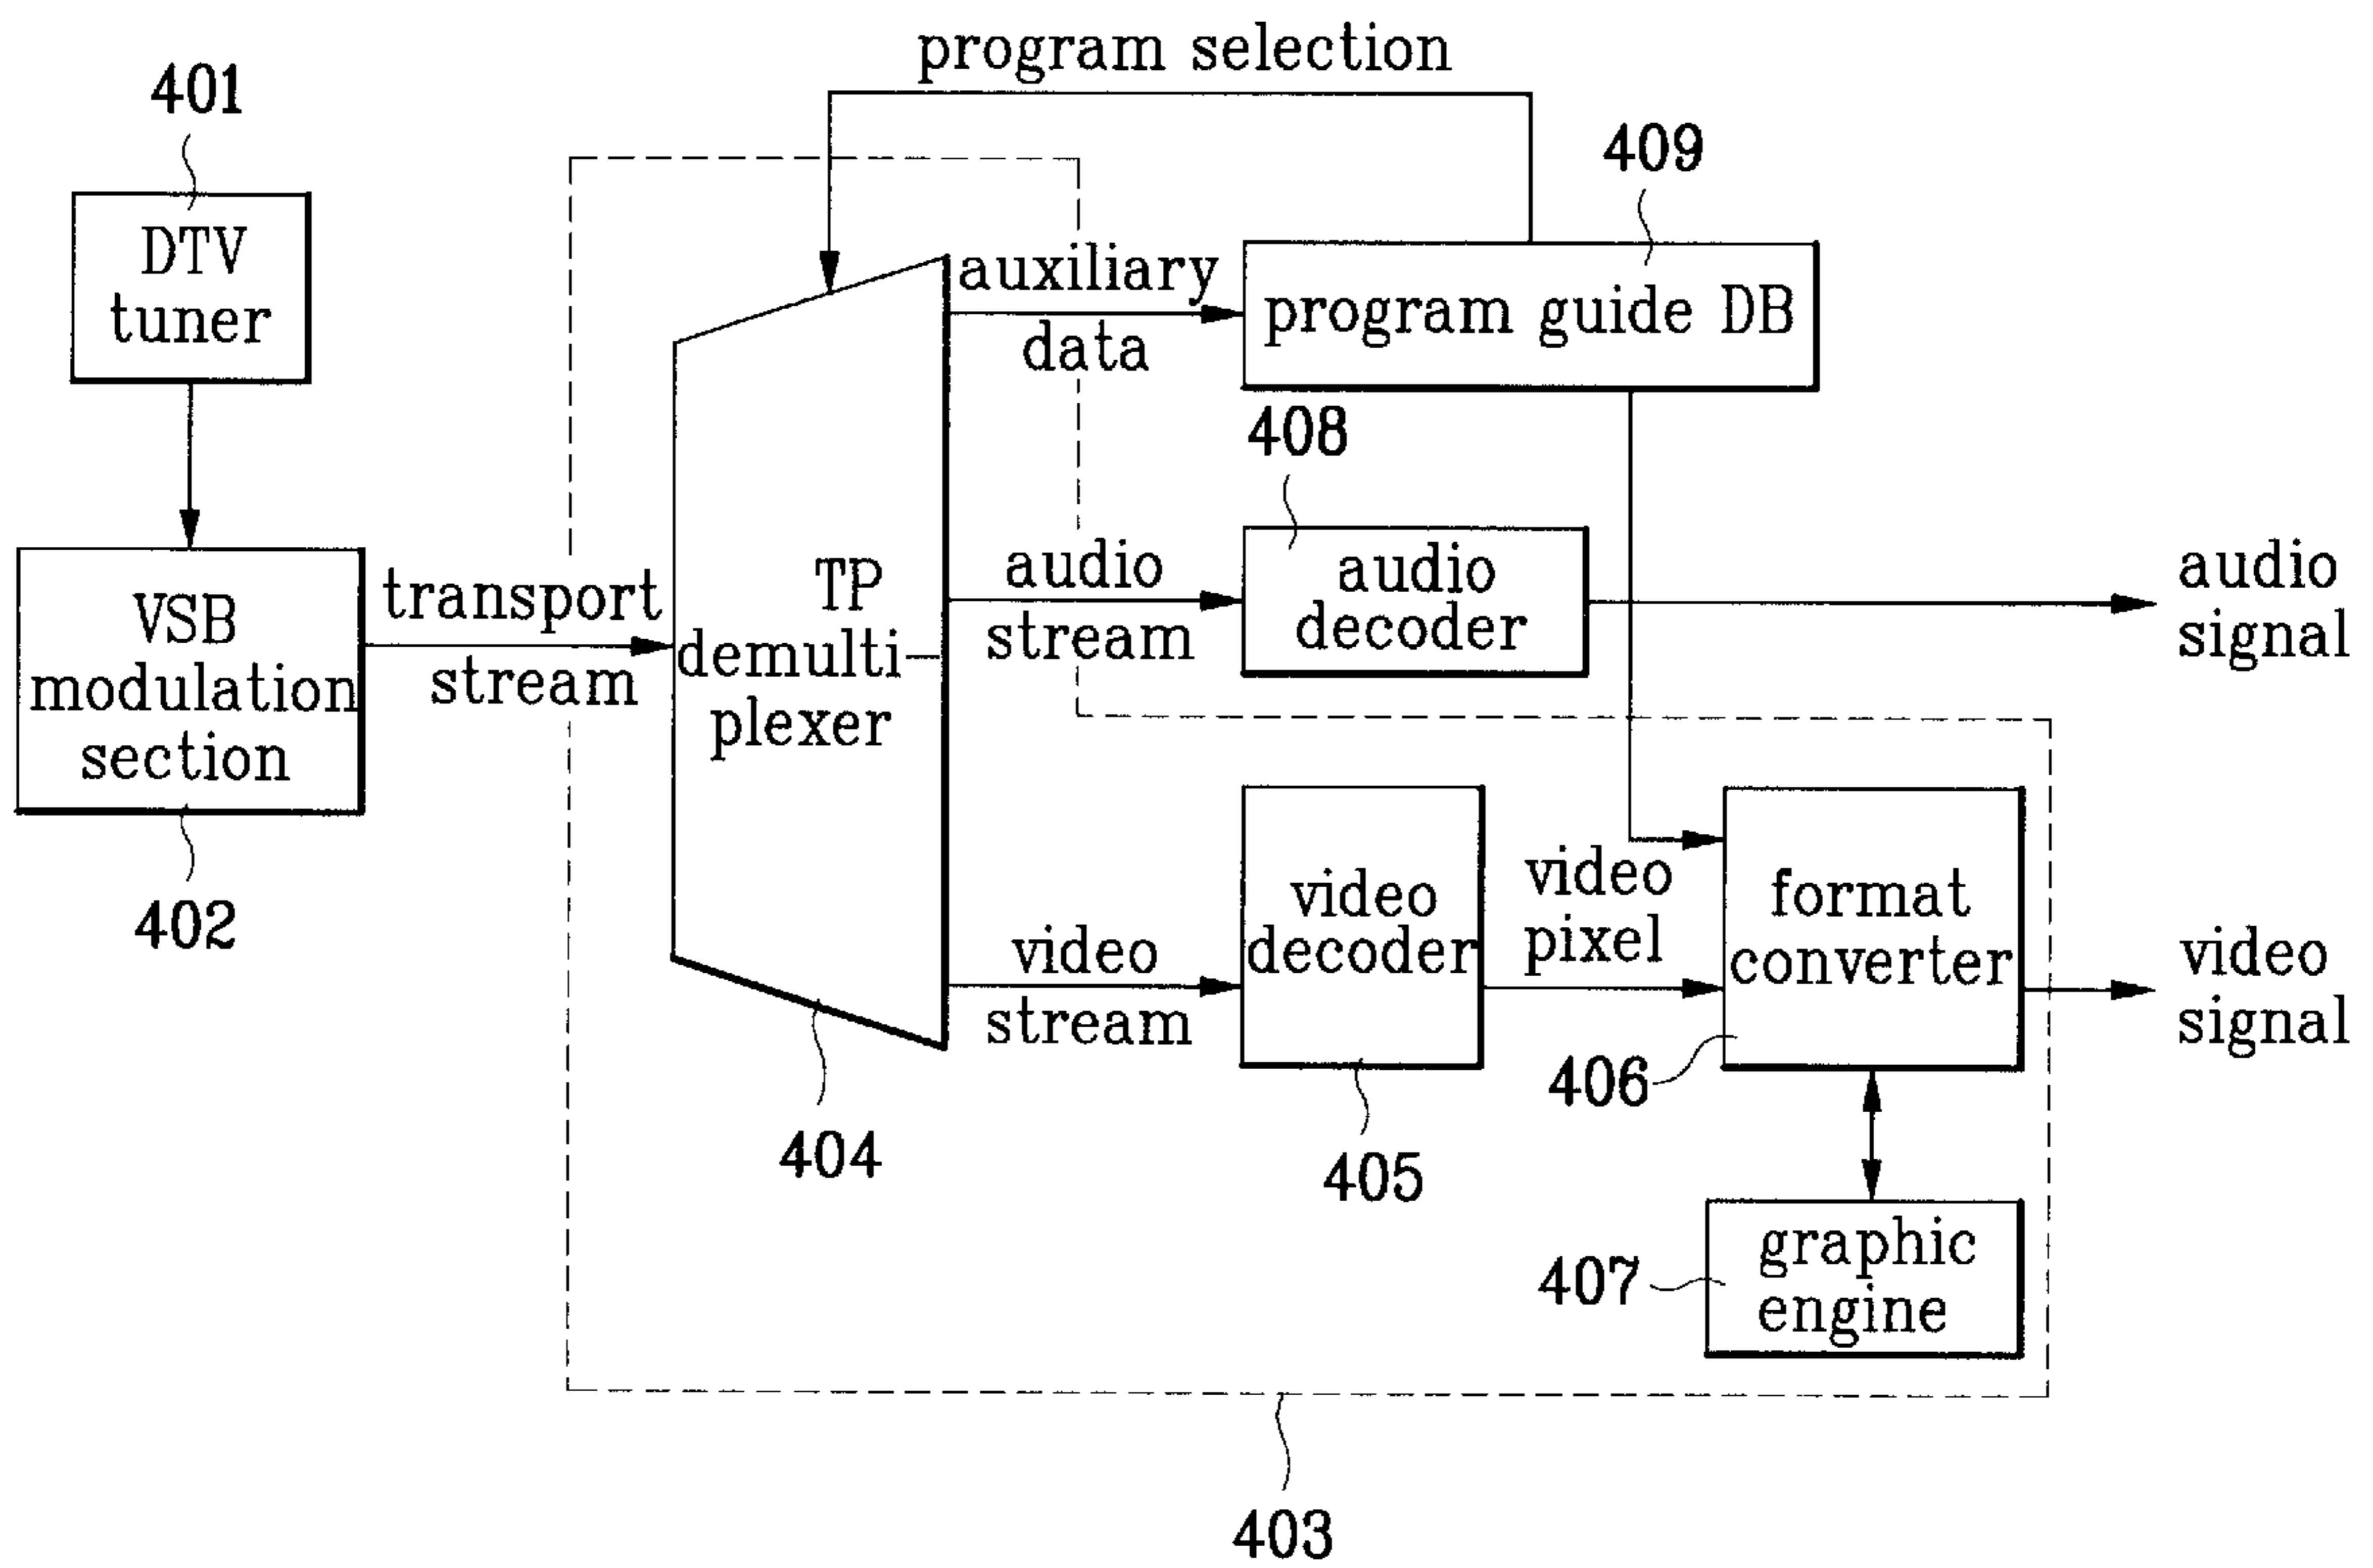 program selection
401
409
DTV
tuner
auxiliary
data
program guide DB
408
VSB
modulation
section
402
transport
stream
TP
demulti-
plexer
audio
stream
audio
decoder
audio
signal
video
stream
video
decoder
video
pixel
format
converter
video
signal
404
405
406
407
graphic
engine
403